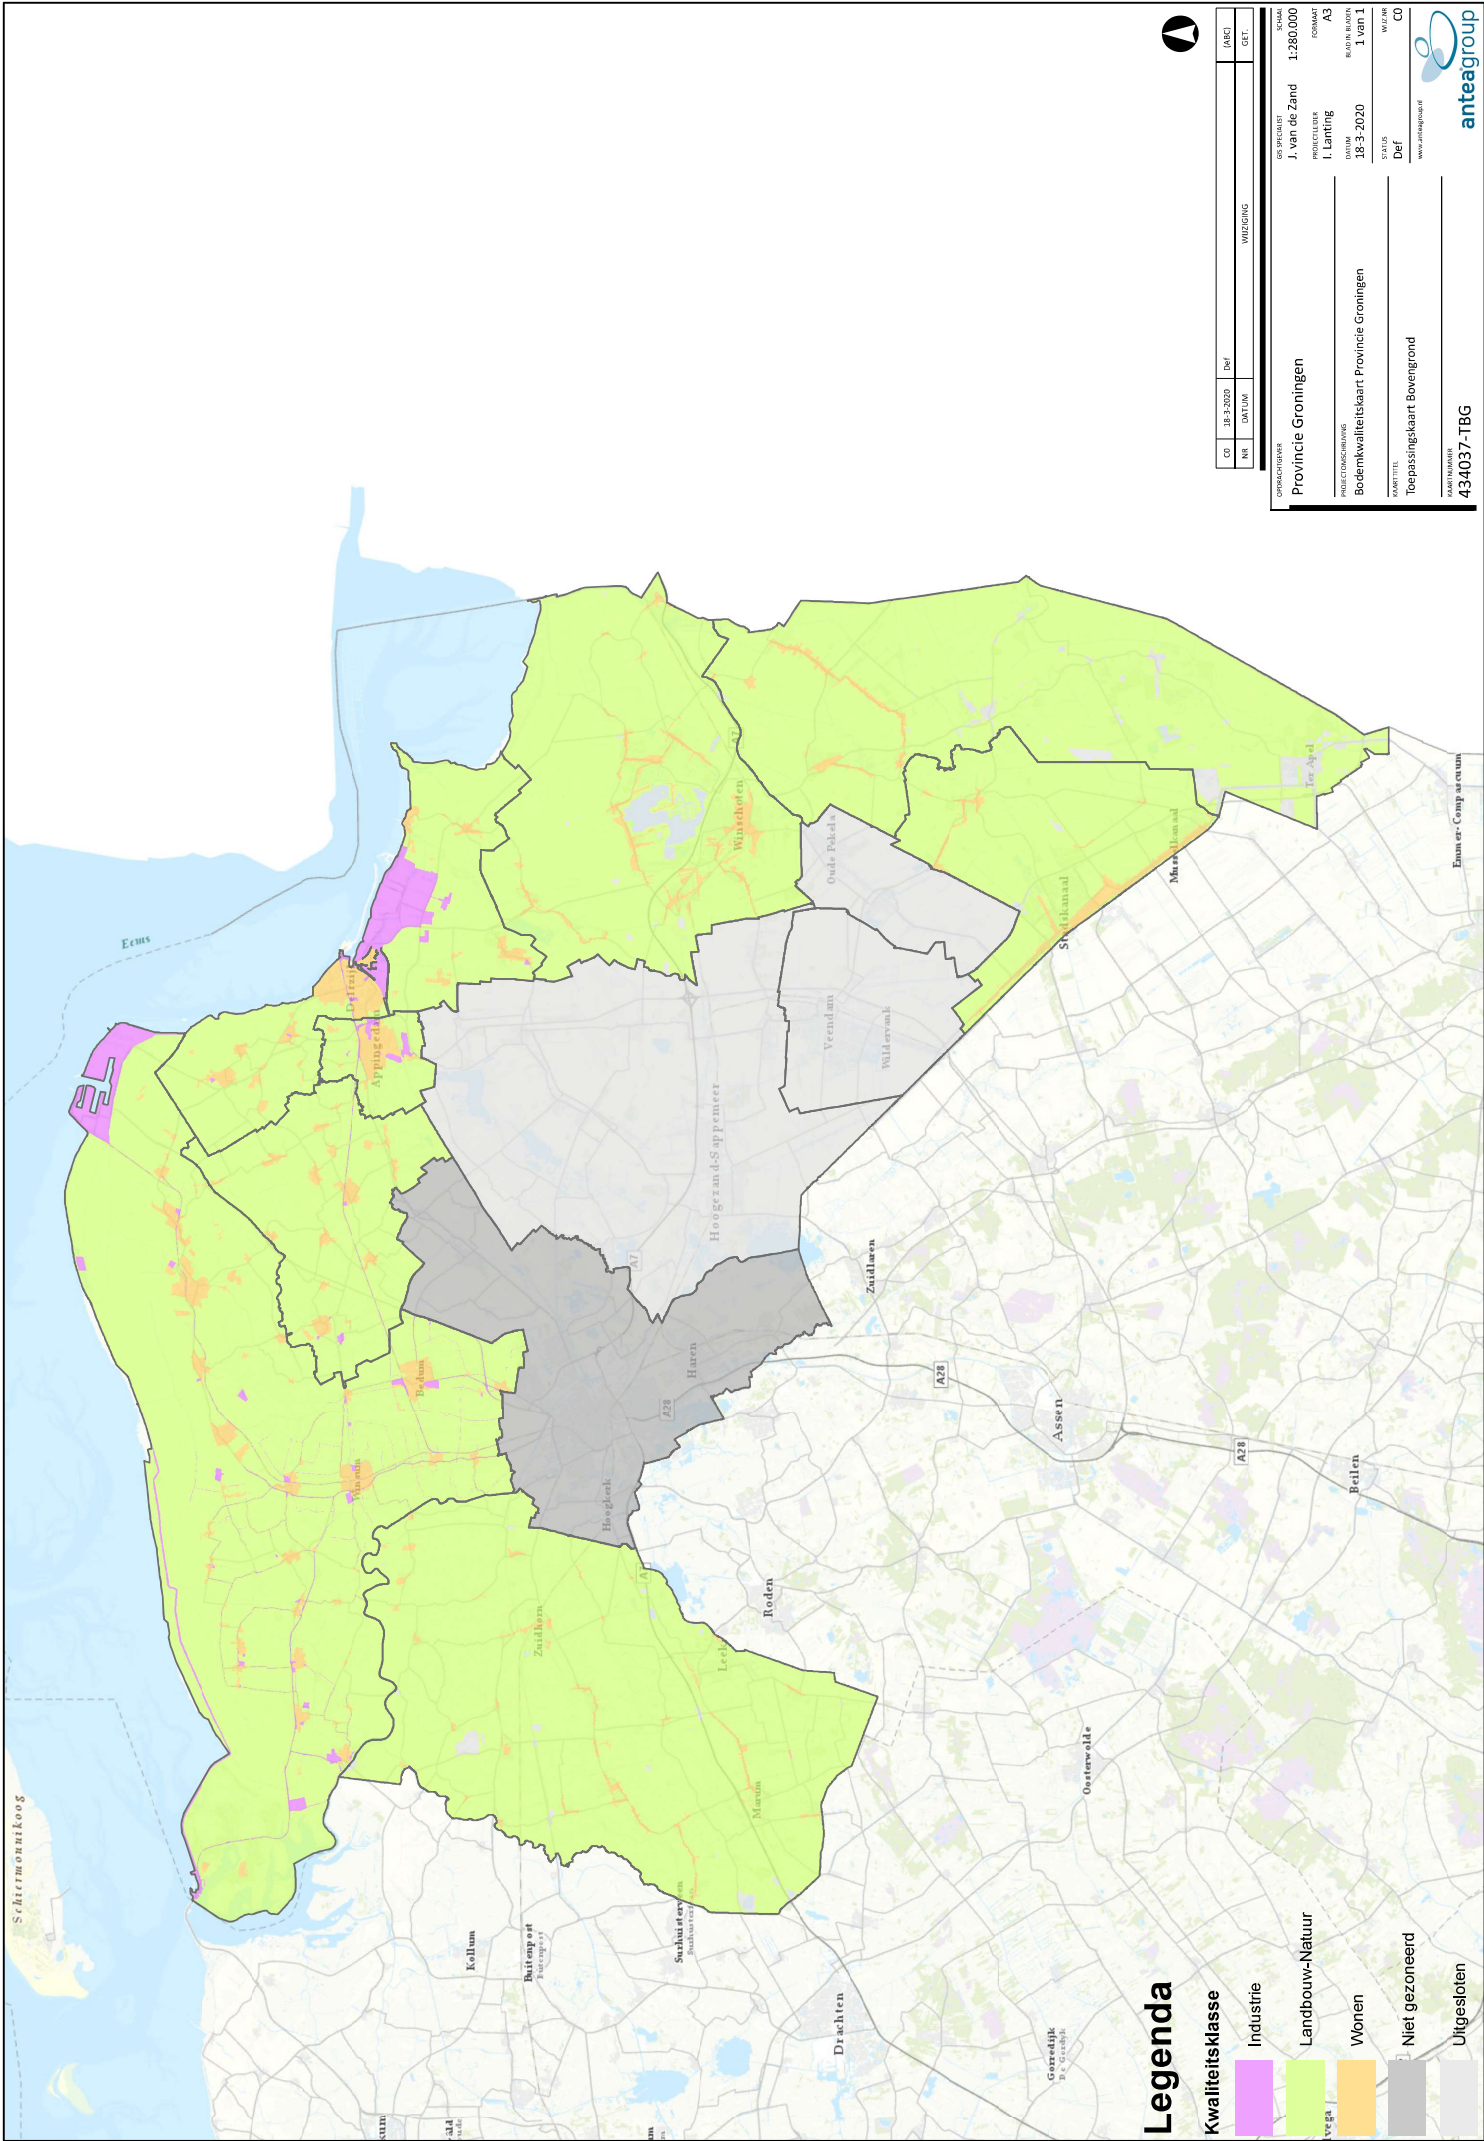 Schiermonnikoog
Eems
Delfzijl
Appingedam
Bedum
Winsum
Winschoten
A7
Oude Pekela
Veendam
Wildervank
Hoogezand-Sappemeer
A7
Stadskanaal
Musselkanaal
Ter Apel
Emmer-Compascuum
Haren
A28
Hoogkerk
Zuidhorn
Leek
Marum
Zuidlaren
Roden
A28
Assen
A28
Beilen
Oosterwolde
Kollum
Buitenpost
Surhuisterveen
Drachten
Gorredijk
De Gordyk
Legenda
Kwaliteitsklasse
Industrie
Landbouw-Natuur
Wonen
Niet gezoneerd
Uitgesloten
C0 18-3-2020 Def (ABC)
NR DATUM WIJZIGING GET.
OPDRACHTGEVER
Provincie Groningen
PROJECTOMSCHRIJVING
Bodemkwaliteitskaart Provincie Groningen
KAARTTITEL
Toepassingskaart Bovengrond
KAARTNUMMER
434037-TBG
GIS SPECIALIST SCHAAL
J. van de Zand 1:280.000
PROJECTLEIDER FORMAAT
I. Lanting A3
DATUM BLAD IN BLADEN
18-3-2020 1 van 1
STATUS WIJZ.NR
Def C0
www.anteagroup.nl
anteagroup